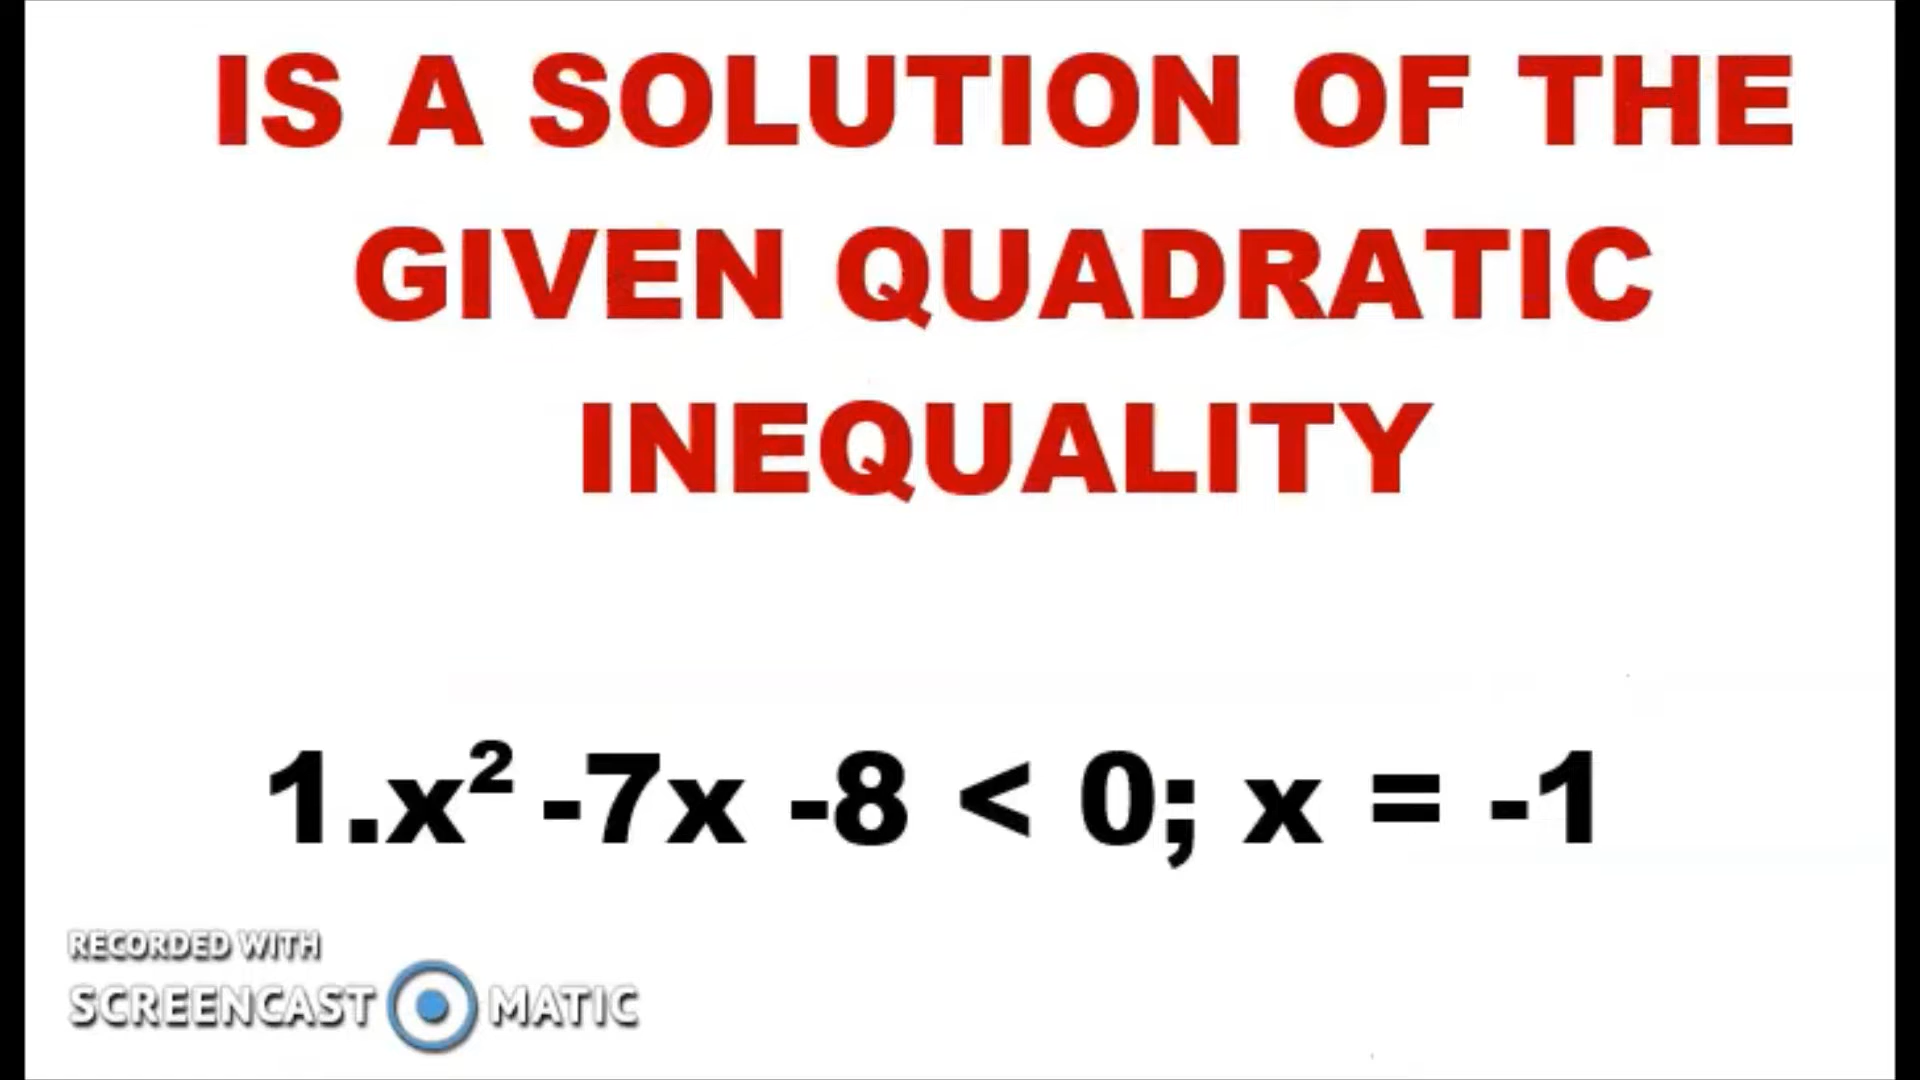 IS A SOLUTION OF THE
GIVEN QUADRATIC
INEQUALITY
1.x² -7x -8 < 0; x = -1
RECORDED WITH
SCREENCAST MATIC